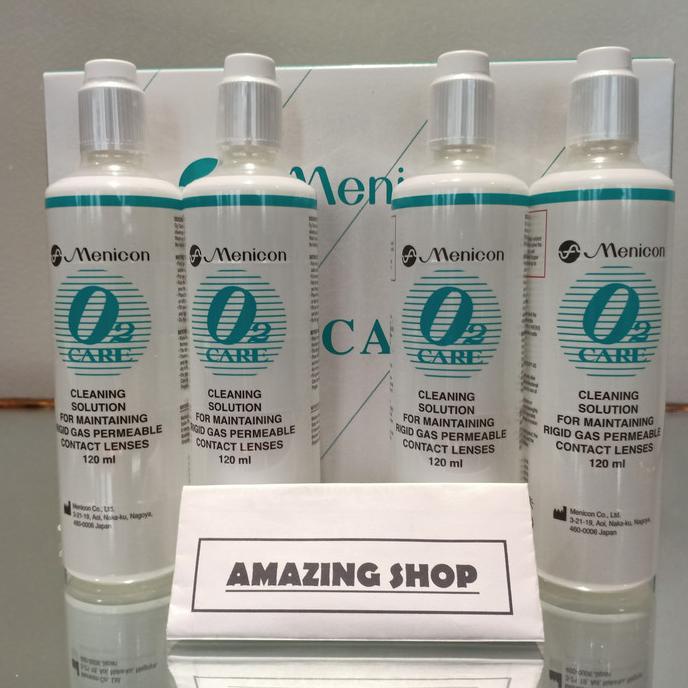 Meni
CA
Menicon
O2
CARE
CLEANING
SOLUTION
FOR MAINTAINING
RIGID GAS PERMEABLE
CONTACT LENSES
120 ml
Menicon Co., Ltd.
3-21-19, Aoi, Naka-ku, Nagoya,
460-0006 Japan
Menicon
O2
CARE
CLEANING
SOLUTION
FOR MAINTAINING
RIGID GAS PERMEABLE
CONTACT LENSES
120 ml
Menicon
O2
CARE
CLEANING
SOLUTION
FOR MAINTAINING
RIGID GAS PERMEABLE
CONTACT LENSES
120 ml
Menicon
O2
CARE
CLEANING
SOLUTION
FOR MAINTAINING
RIGID GAS PERMEABLE
CONTACT LENSES
120 ml
Menicon Co., Ltd.
3-21-19, Aoi, Naka-ku, Nagoya,
460-0006 Japan
AMAZING SHOP